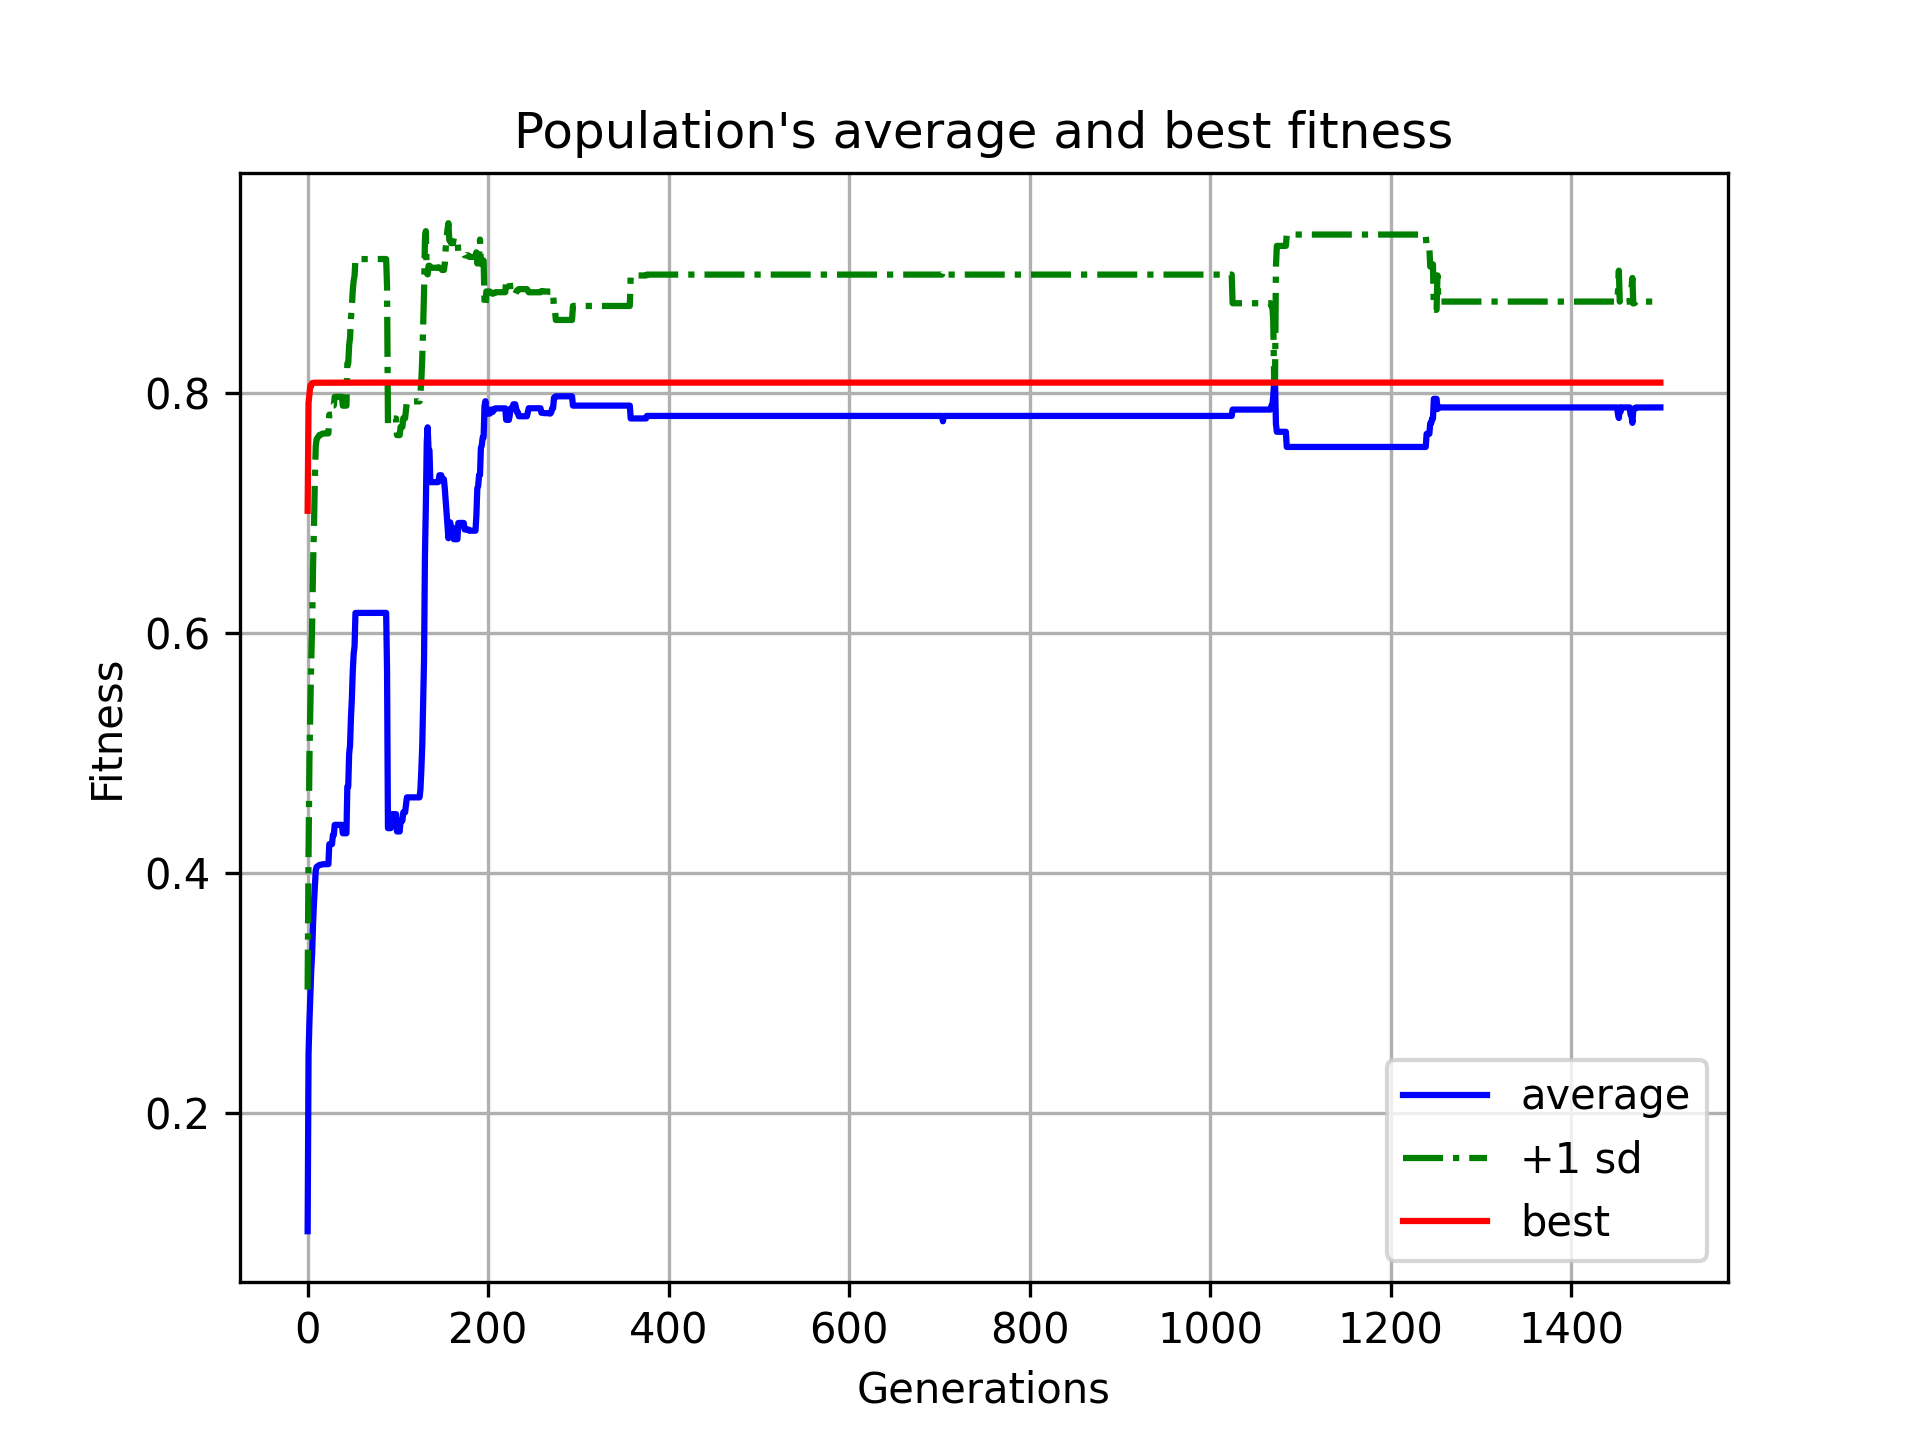 Population's average and best fitness
Fitness
0.8
0.6
0.4
0.2
0 200 400 600 800 1000 1200 1400
Generations
average
+1 sd
best